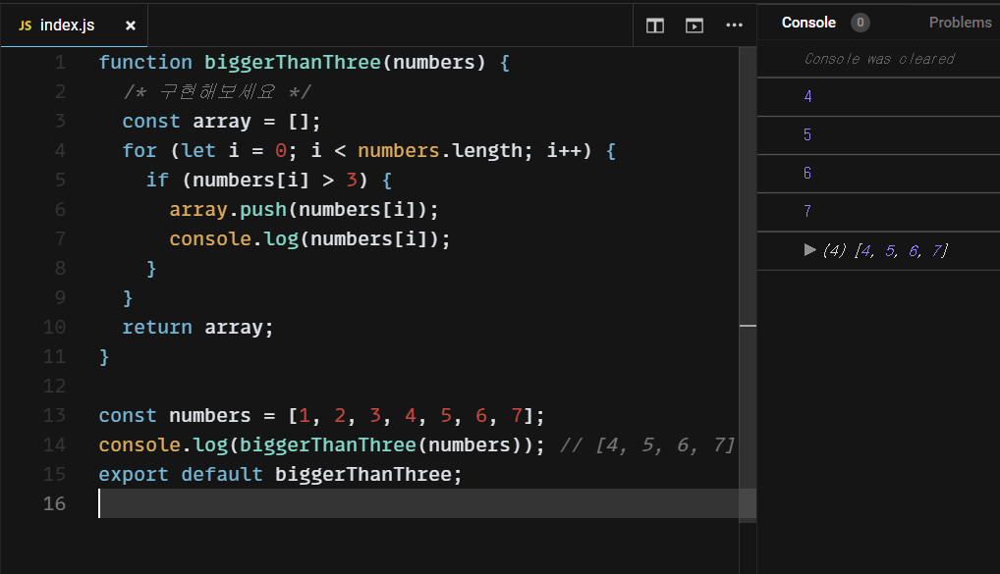 JS index.js ×
1 function biggerThanThree(numbers) {
2 /* 구현해보세요 */
3 const array = [];
4 for (let i = 0; i < numbers.length; i++) {
5 if (numbers[i] > 3) {
6 array.push(numbers[i]);
7 console.log(numbers[i]);
8 }
9 }
10 return array;
11 }
12
13 const numbers = [1, 2, 3, 4, 5, 6, 7];
14 console.log(biggerThanThree(numbers)); // [4, 5, 6, 7]
15 export default biggerThanThree;
16
Console 0 Problems
Console was cleared
4
5
6
7
▶ (4) [4, 5, 6, 7]